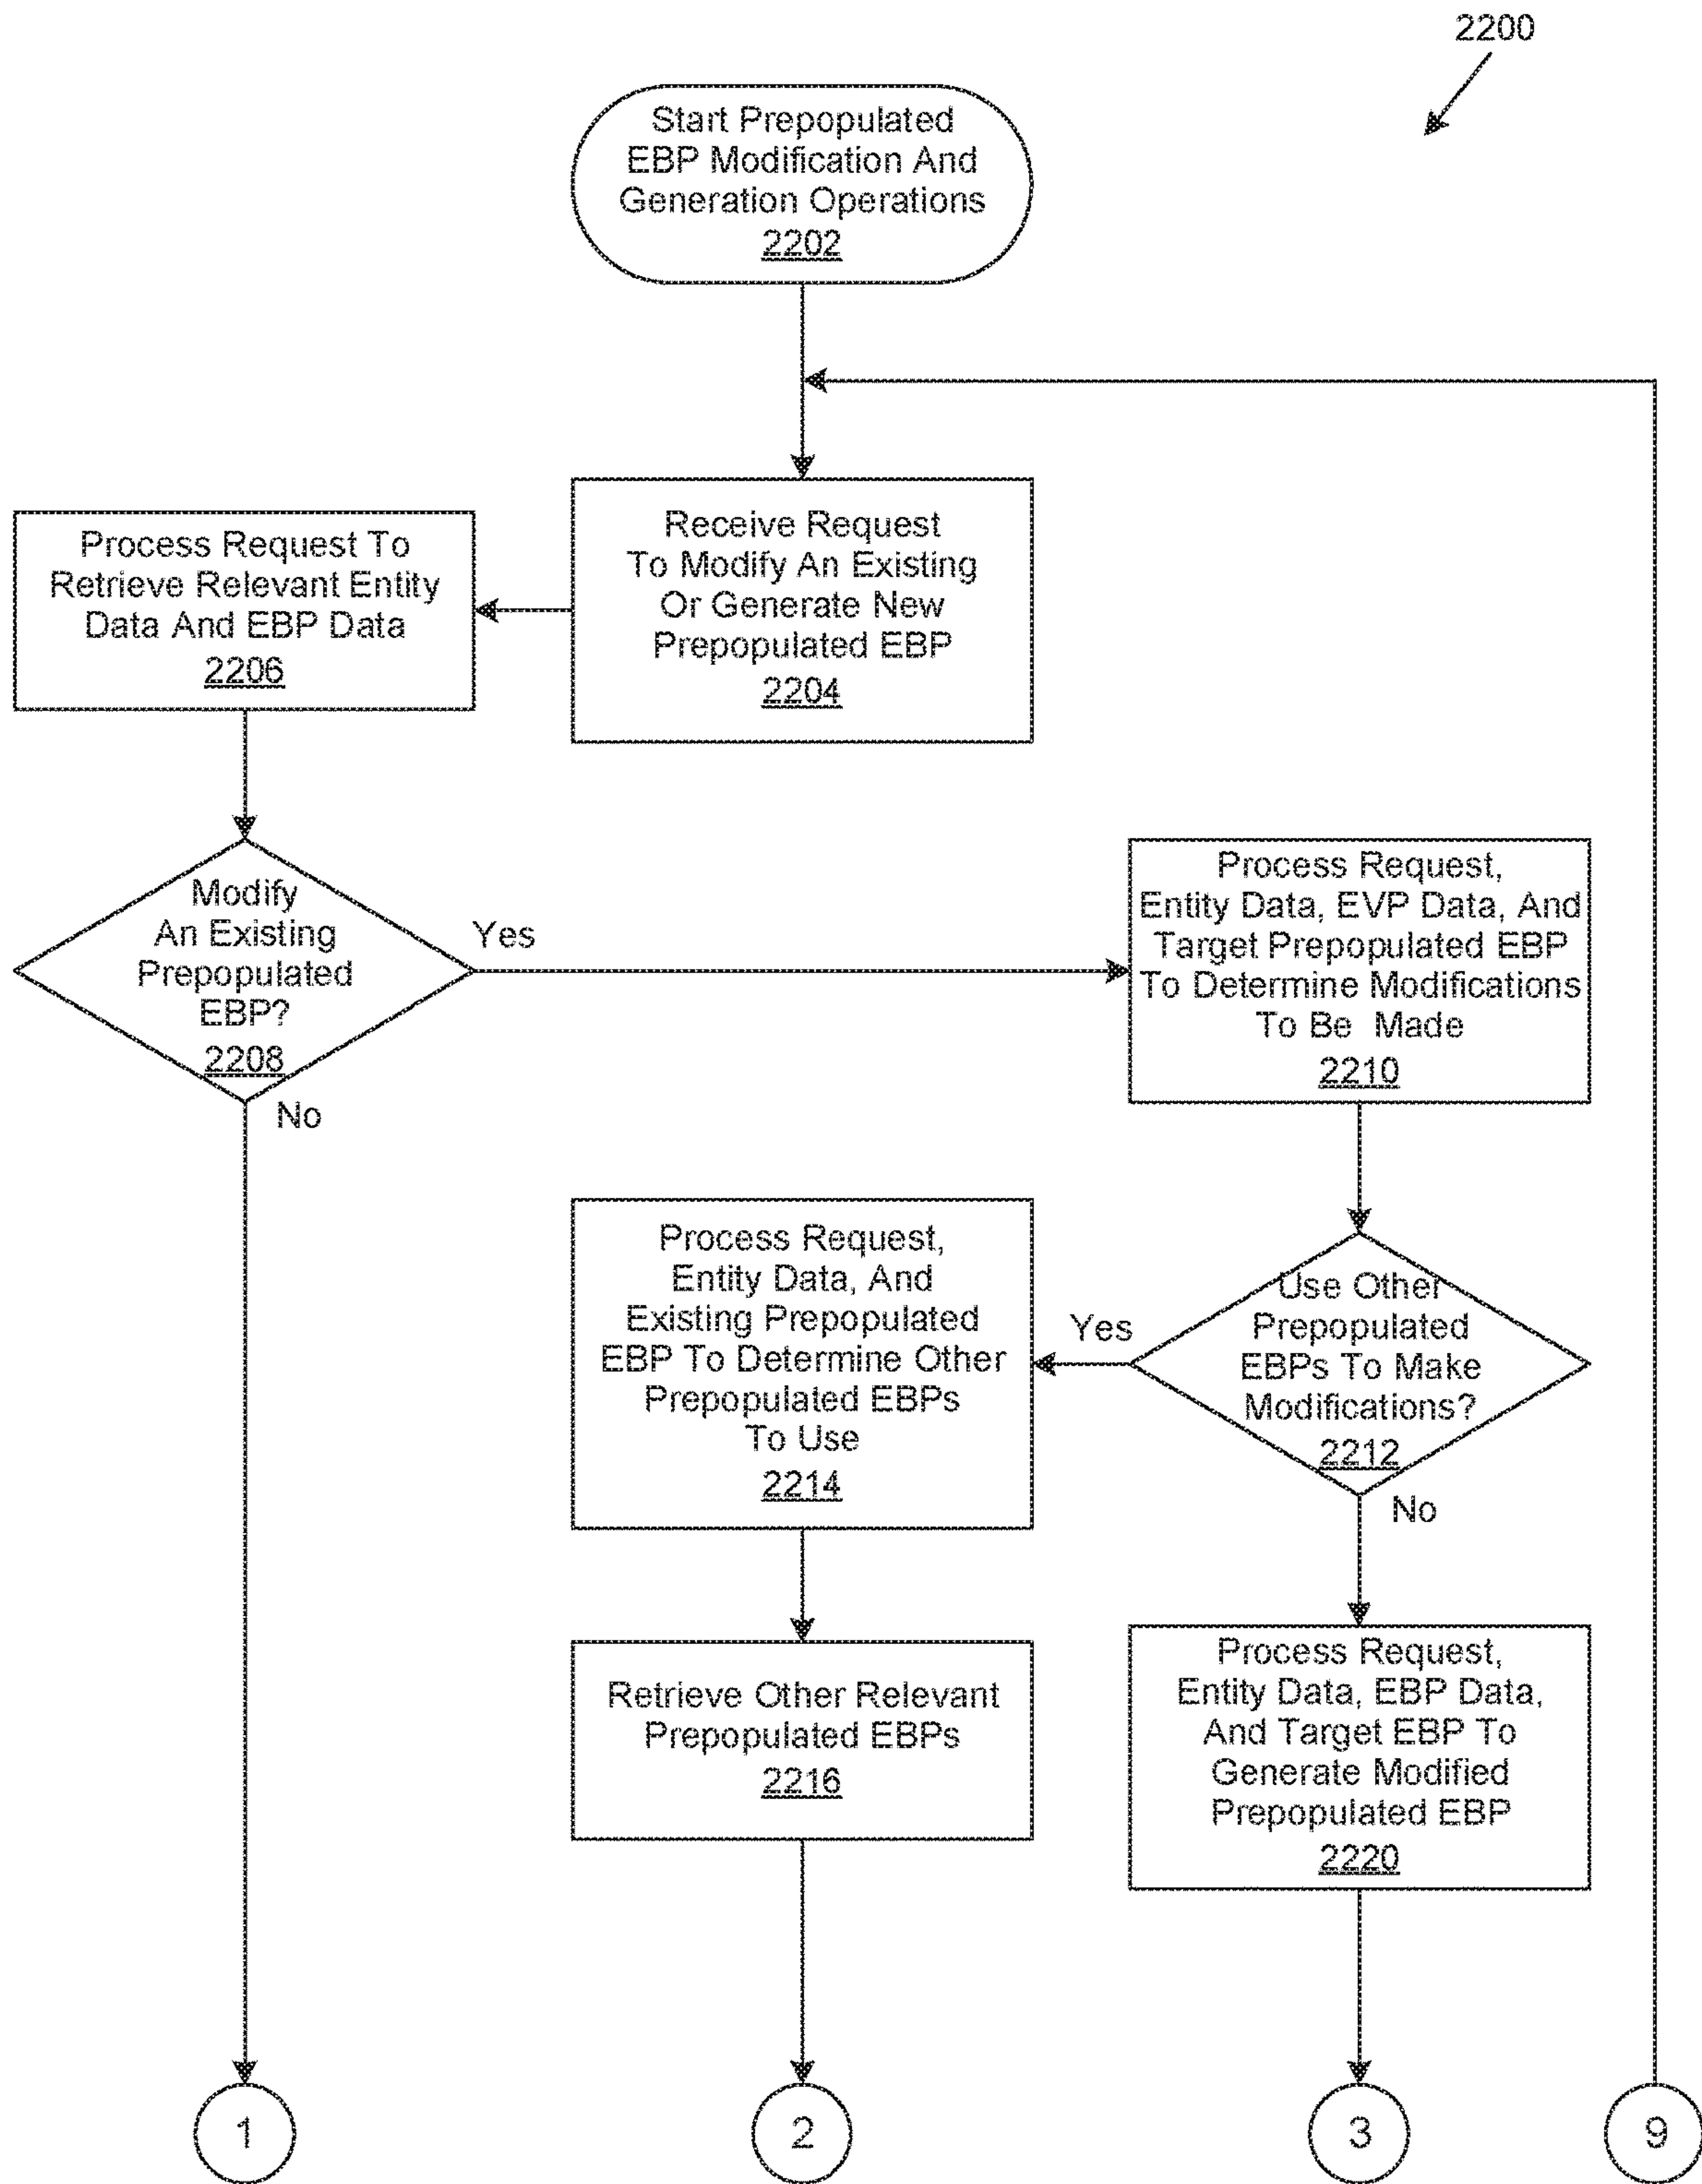 2200
Start Prepopulated
EBP Modification And
Generation Operations
2202
Receive Request
To Modify An Existing
Or Generate New
Prepopulated EBP
2204
Process Request To
Retrieve Relevant Entity
Data And EBP Data
2206
Modify
An Existing
Prepopulated
EBP?
2208
Yes
No
Process Request,
Entity Data, EVP Data, And
Target Prepopulated EBP
To Determine Modifications
To Be Made
2210
Use Other
Prepopulated
EBPs To Make
Modifications?
2212
Yes
No
Process Request,
Entity Data, And
Existing Prepopulated
EBP To Determine Other
Prepopulated EBPs
To Use
2214
Retrieve Other Relevant
Prepopulated EBPs
2216
Process Request,
Entity Data, EBP Data,
And Target EBP To
Generate Modified
Prepopulated EBP
2220
1
2
3
9